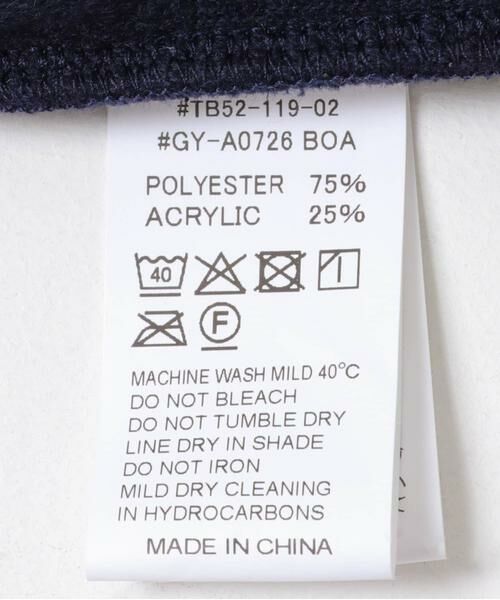 #TB52-119-02
#GY-A0726 BOA
POLYESTER 75%
ACRYLIC 25%
40
F
MACHINE WASH MILD 40°C
DO NOT BLEACH
DO NOT TUMBLE DRY
LINE DRY IN SHADE
DO NOT IRON
MILD DRY CLEANING
IN HYDROCARBONS
MADE IN CHINA